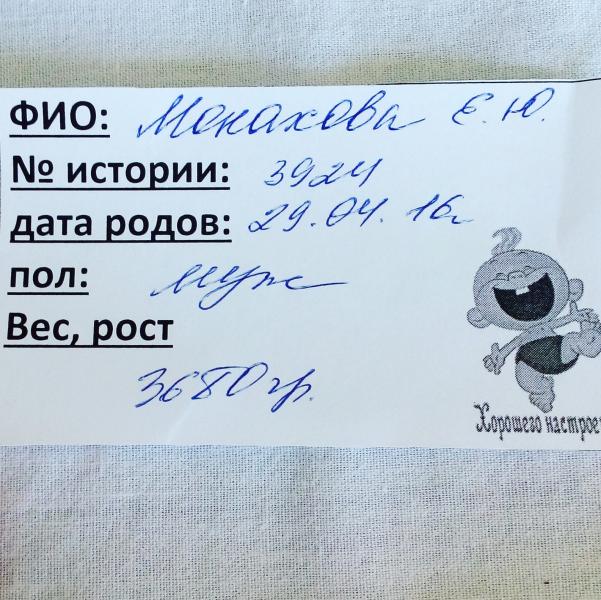 ФИО: Монахова Е.Ю.
№ истории: 3924
дата родов: 29.04.16г
пол: муж
Вес, рост
3680гр.
Хорошего настрое